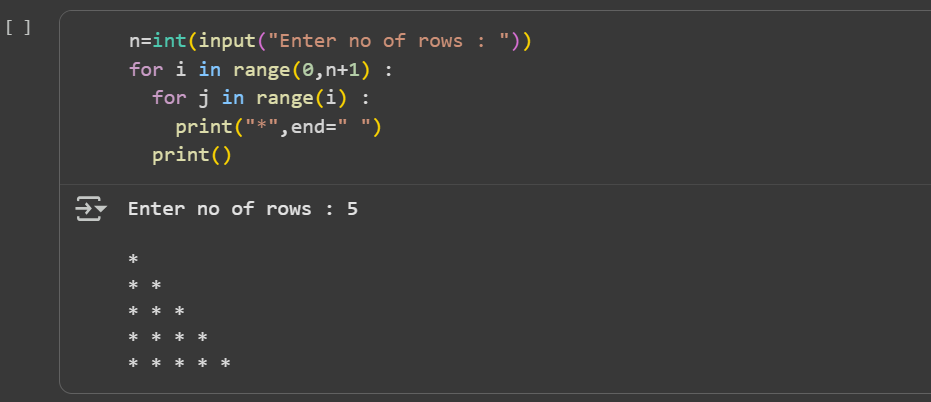 [ ]
n=int(input("Enter no of rows : "))
for i in range(0,n+1) :
  for j in range(i) :
    print("*",end=" ")
  print()
Enter no of rows : 5

*
* *
* * *
* * * *
* * * * *